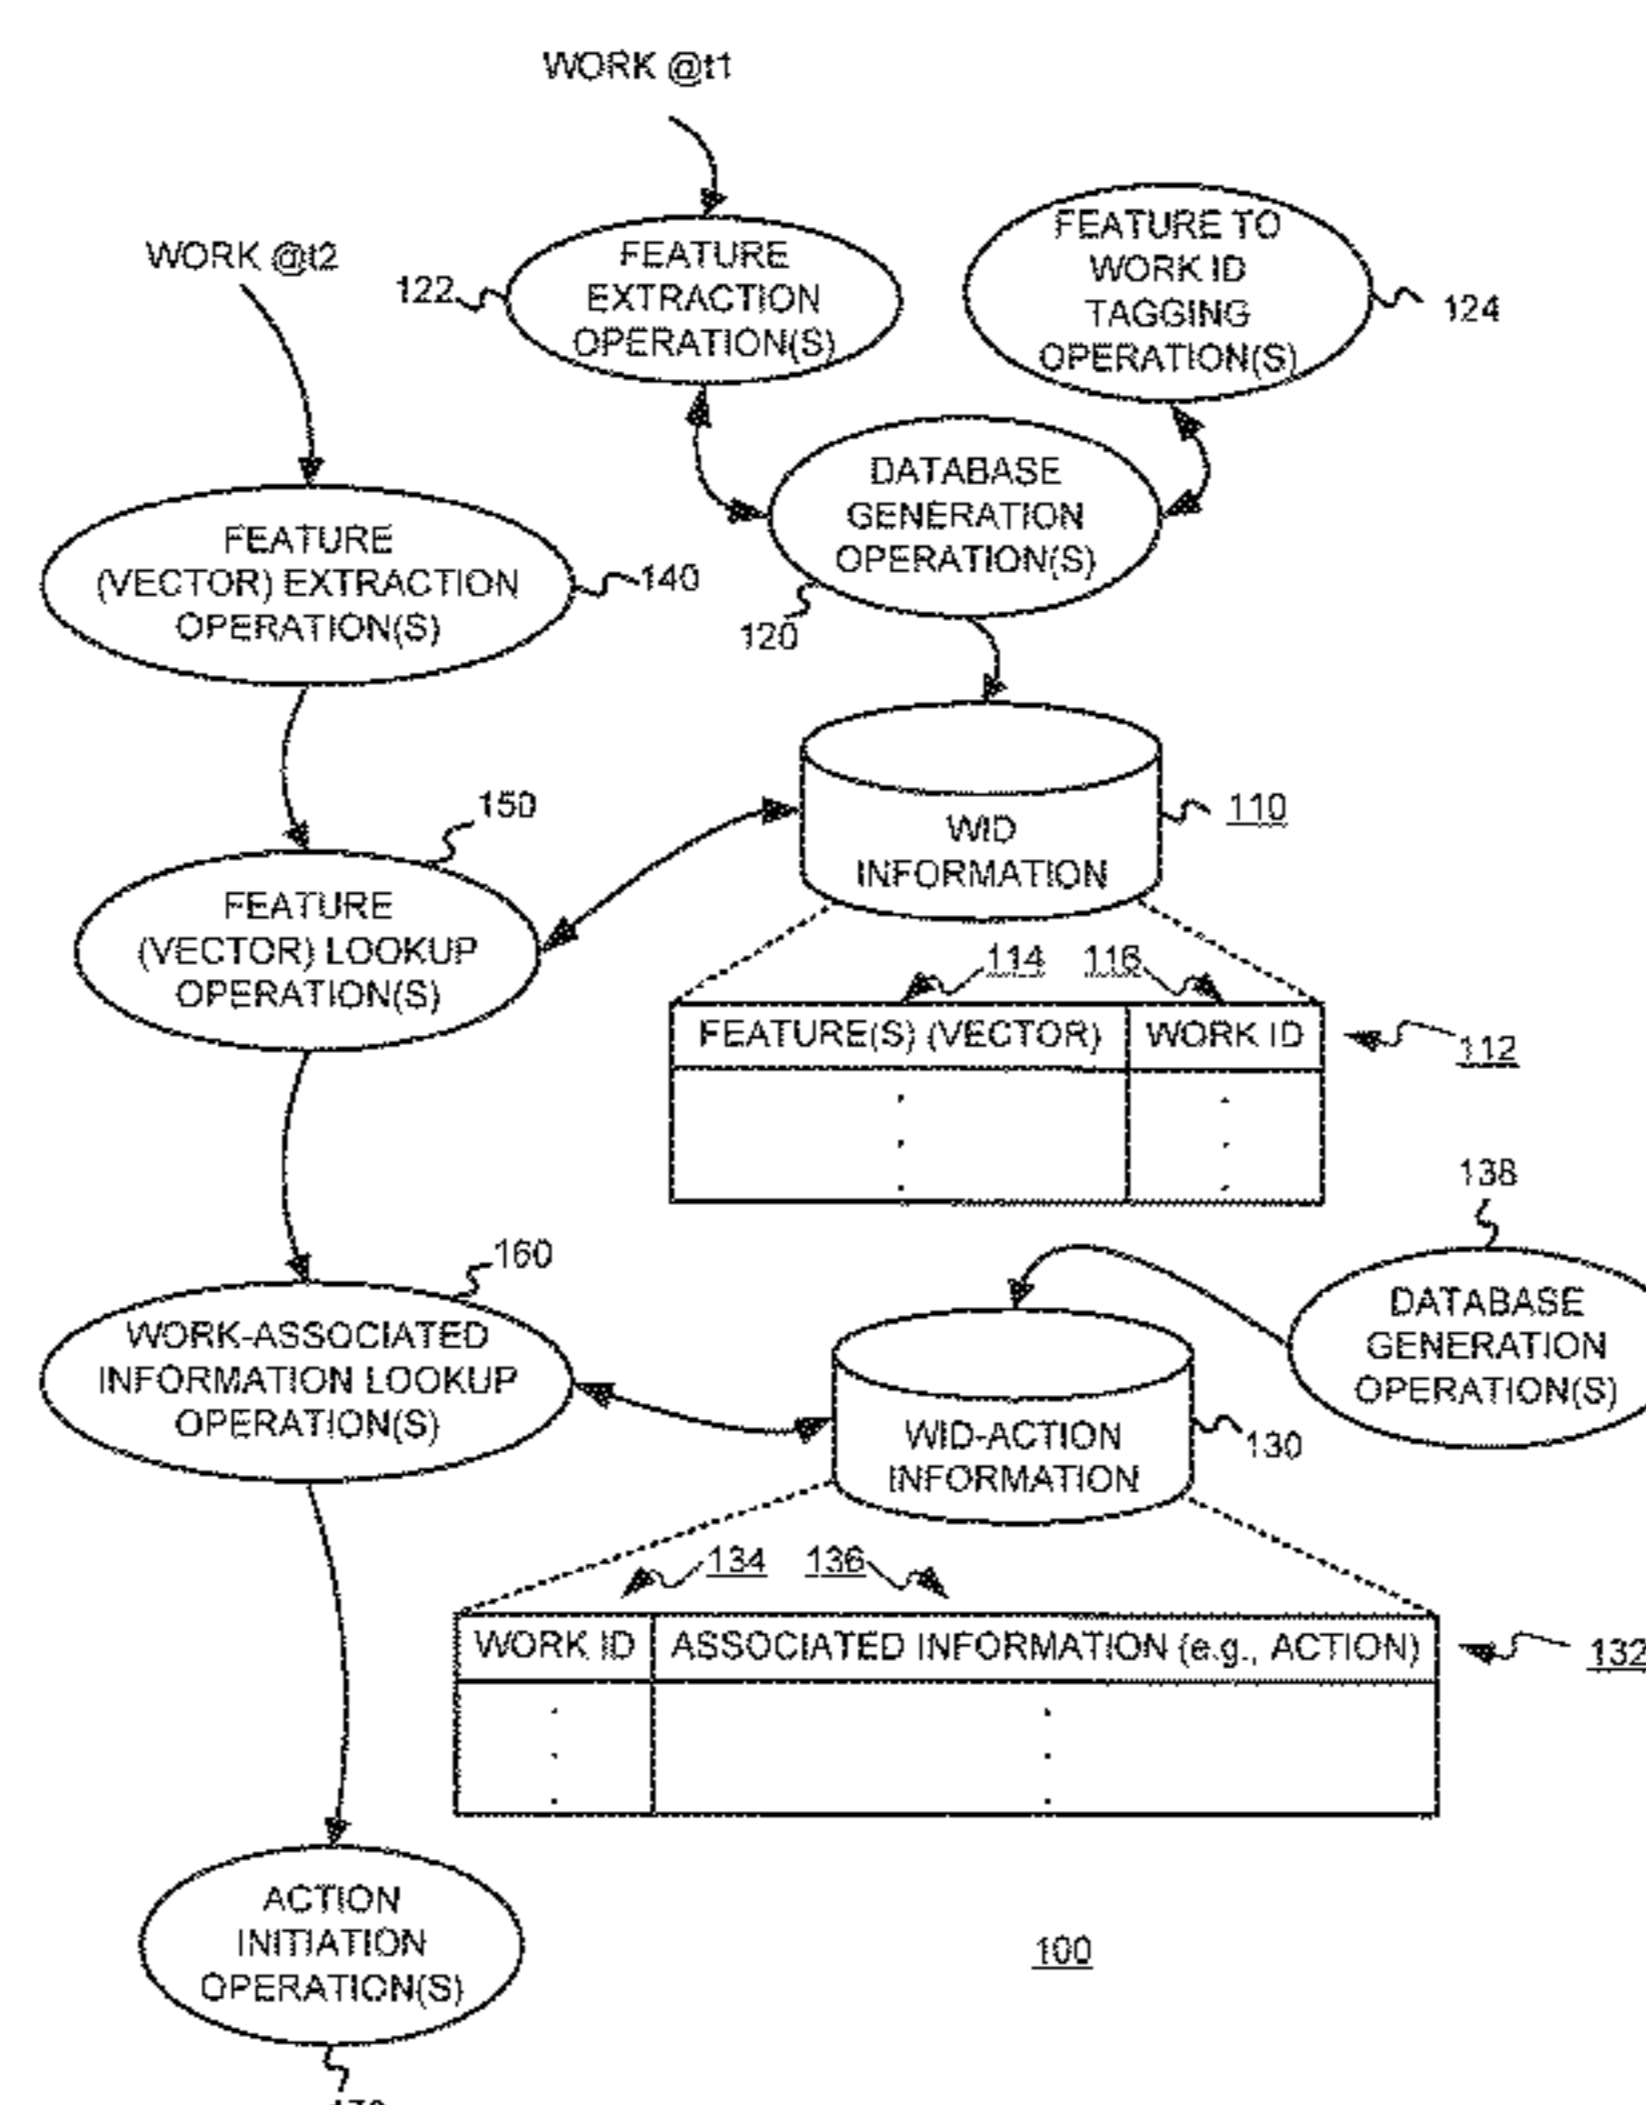 WORK @t1
WORK @t2
122
FEATURE
EXTRACTION
OPERATION(S)
FEATURE TO
WORK ID
TAGGING
OPERATION(S)
124
DATABASE
GENERATION
OPERATION(S)
120
FEATURE
(VECTOR) EXTRACTION
OPERATION(S)
140
150
WID
INFORMATION
110
FEATURE
(VECTOR) LOOKUP
OPERATION(S)
114 116
FEATURE(S) (VECTOR) WORK ID
112
138
DATABASE
GENERATION
OPERATION(S)
160
WORK-ASSOCIATED
INFORMATION LOOKUP
OPERATION(S)
WID-ACTION
INFORMATION
130
134 136
WORK ID ASSOCIATED INFORMATION (e.g., ACTION)
132
ACTION
INITIATION
OPERATION(S)
100